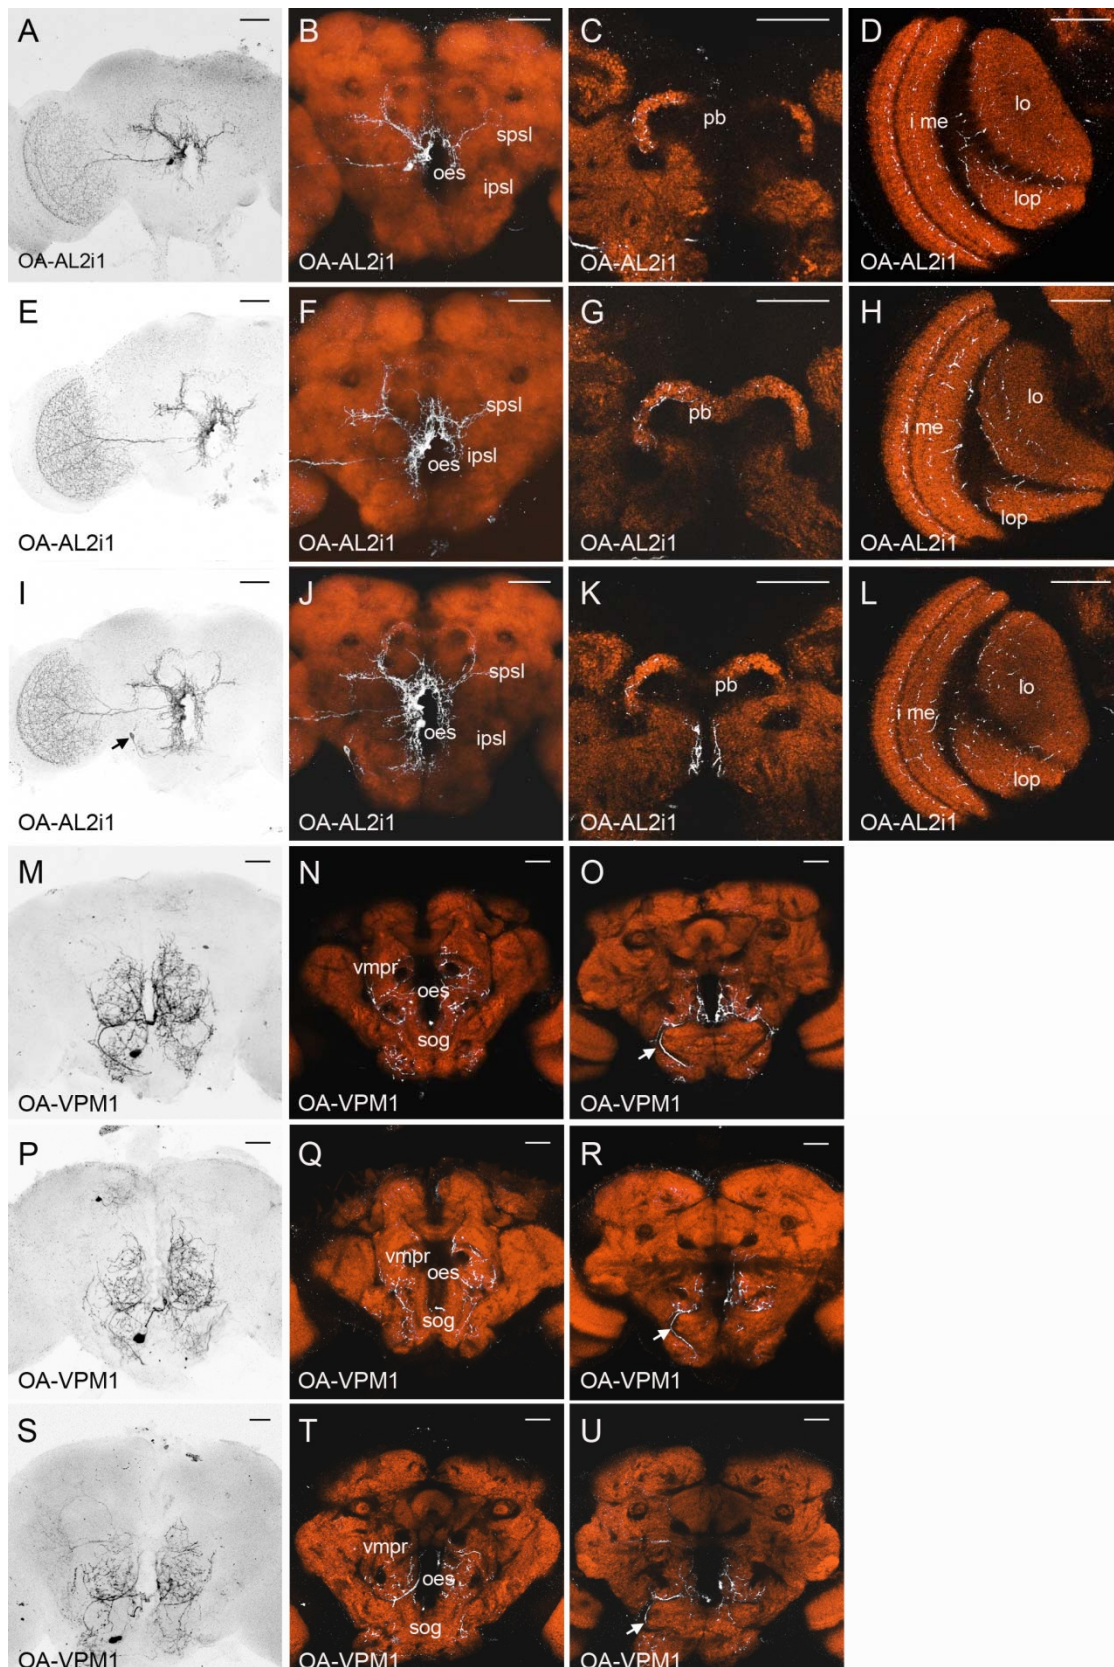 A
OA-AL2i1
B
spsl
oes
ipsl
OA-AL2i1
C
pb
OA-AL2i1
D
lo
i me
lop
OA-AL2i1
E
OA-AL2i1
F
spsl
ipsl
oes
OA-AL2i1
G
pb
OA-AL2i1
H
lo
i me
lop
OA-AL2i1
I
OA-AL2i1
J
spsl
oes
ipsl
OA-AL2i1
K
pb
OA-AL2i1
L
lo
i me
lop
OA-AL2i1
M
OA-VPM1
N
vmpr
oes
sog
OA-VPM1
O
OA-VPM1
P
OA-VPM1
Q
vmpr
oes
sog
OA-VPM1
R
OA-VPM1
S
OA-VPM1
T
vmpr
oes
sog
OA-VPM1
U
OA-VPM1